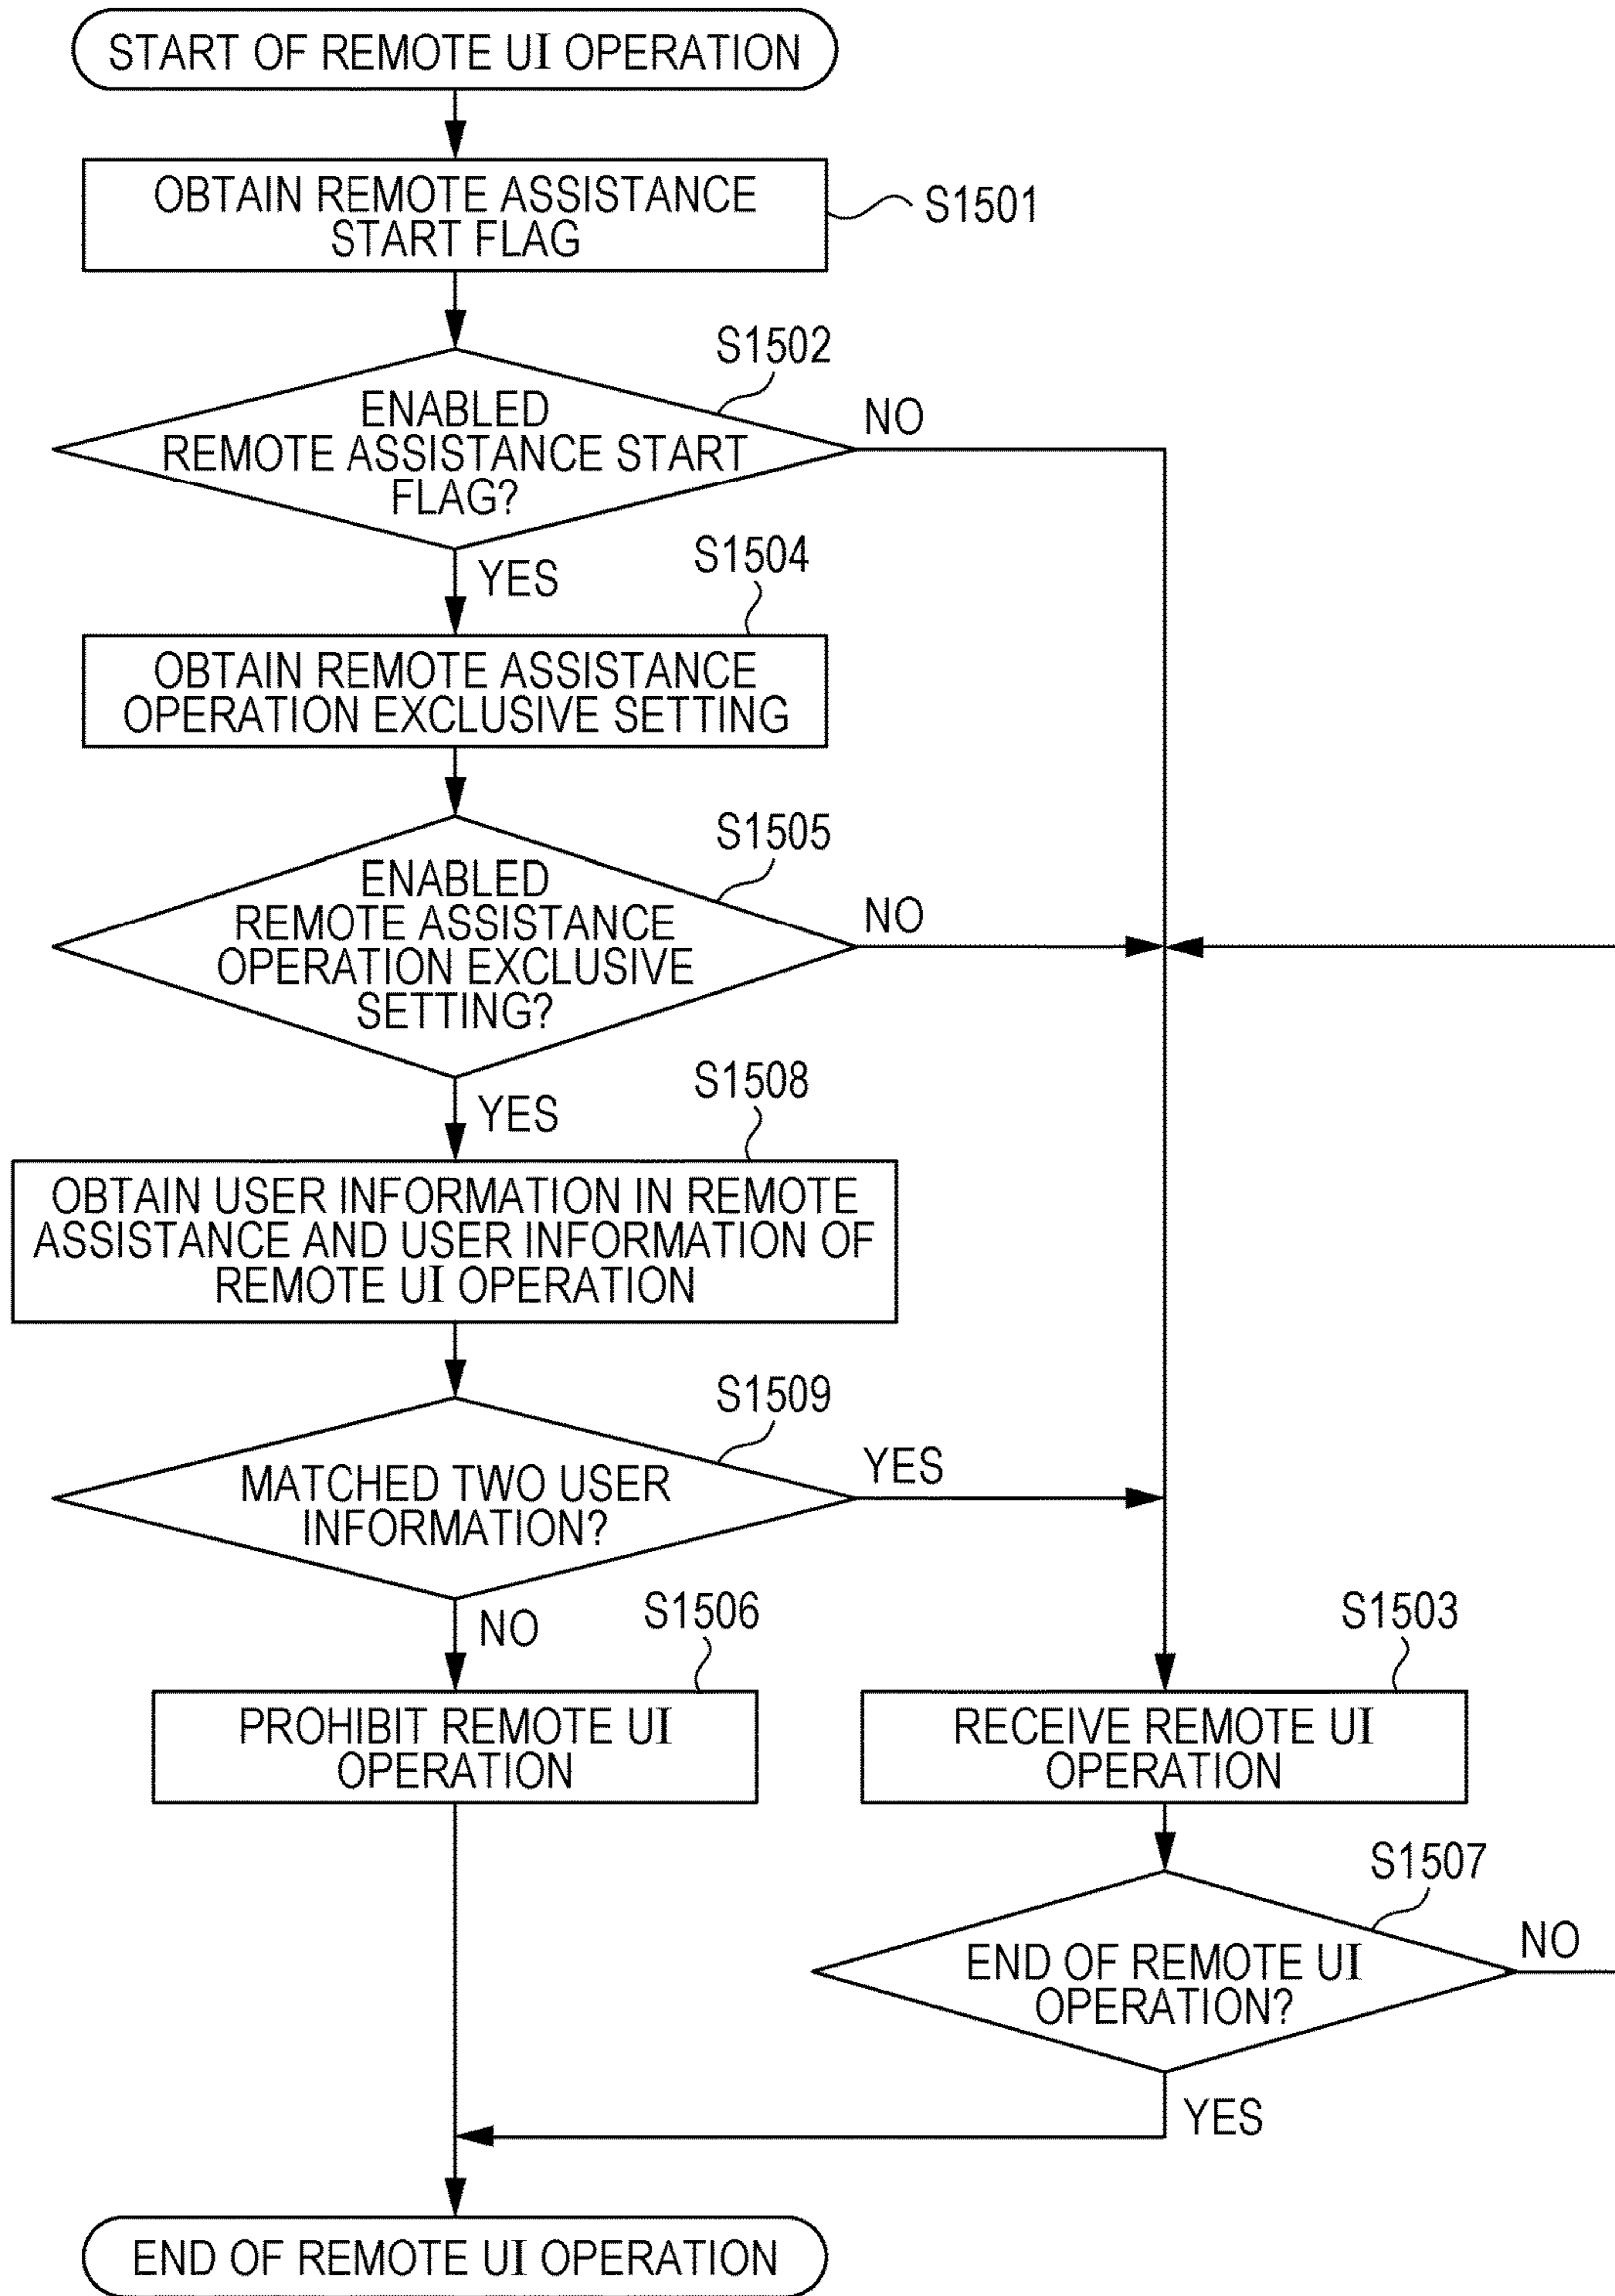 START OF REMOTE UI OPERATION
OBTAIN REMOTE ASSISTANCE
START FLAG
S1501
S1502
ENABLED
REMOTE ASSISTANCE START
FLAG?
NO
YES
S1504
OBTAIN REMOTE ASSISTANCE
OPERATION EXCLUSIVE SETTING
S1505
ENABLED
REMOTE ASSISTANCE
OPERATION EXCLUSIVE
SETTING?
NO
YES
S1508
OBTAIN USER INFORMATION IN REMOTE
ASSISTANCE AND USER INFORMATION OF
REMOTE UI OPERATION
S1509
MATCHED TWO USER
INFORMATION?
YES
NO
S1506
PROHIBIT REMOTE UI
OPERATION
S1503
RECEIVE REMOTE UI
OPERATION
S1507
END OF REMOTE UI
OPERATION?
NO
YES
END OF REMOTE UI OPERATION